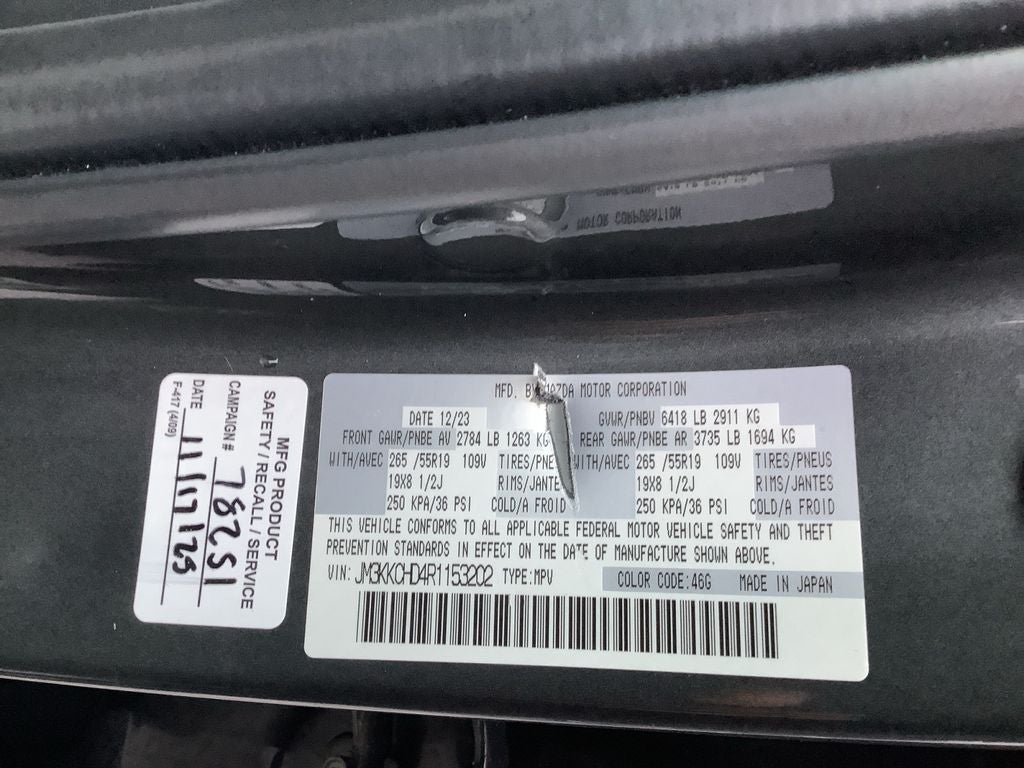 MFG PRODUCT
SAFETY / RECALL / SERVICE
CAMPAIGN #
DATE 11/17/25
F-417 (4/09)
MFD. BY MAZDA MOTOR CORPORATION
DATE 12/23 GVWR/PNBV 6418 LB 2911 KG
FRONT GAWR/PNBE AV 2784 LB 1263 KG REAR GAWR/PNBE AR 3735 LB 1694 KG
WITH/AVEC 265 /55R19 109V TIRES/PNEUS WITH/AVEC 265 /55R19 109V TIRES/PNEUS
19X8 1/2J RIMS/JANTES 19X8 1/2J RIMS/JANTES
250 KPA/36 PSI COLD/A FROID 250 KPA/36 PSI COLD/A FROID
THIS VEHICLE CONFORMS TO ALL APPLICABLE FEDERAL MOTOR VEHICLE SAFETY AND THEFT
PREVENTION STANDARDS IN EFFECT ON THE DATE OF MANUFACTURE SHOWN ABOVE.
VIN: JM3KKCHD4R1153202 TYPE:MPV COLOR CODE:46G MADE IN JAPAN